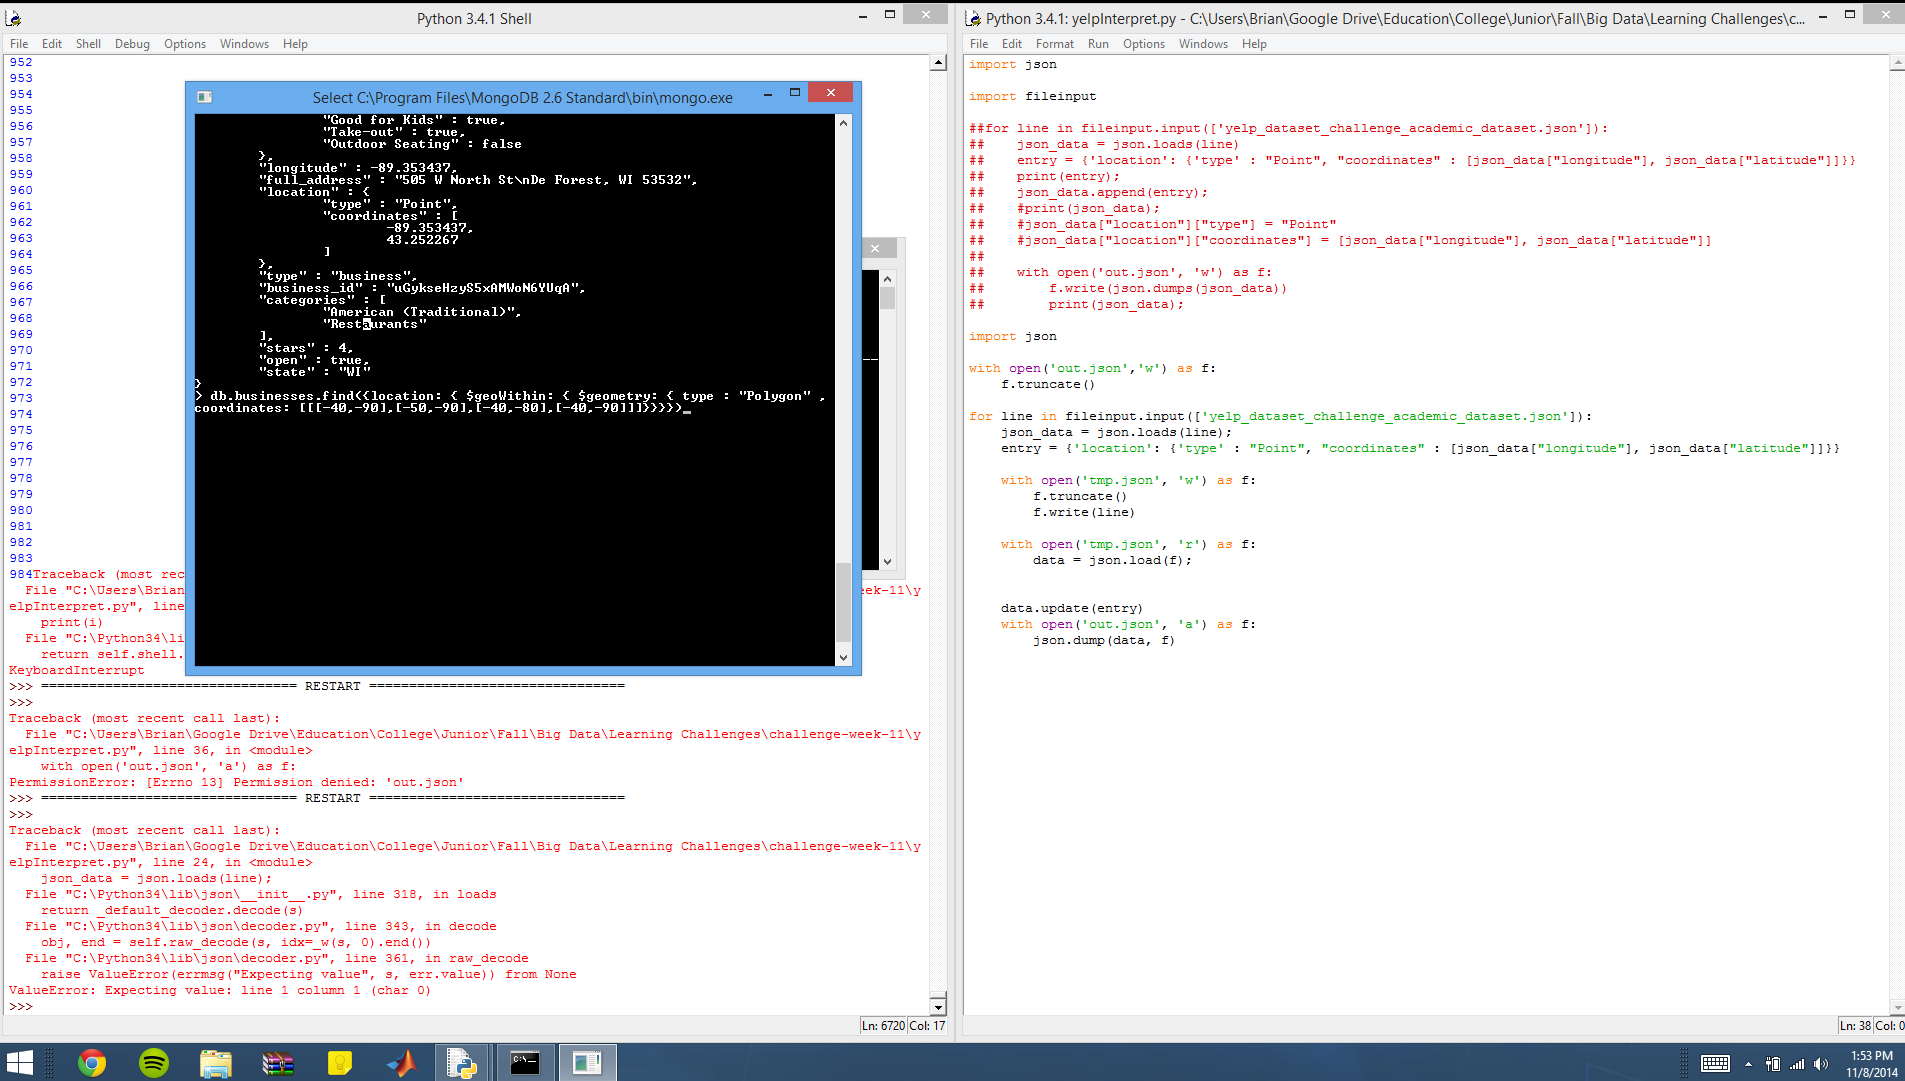 Python 3.4.1 Shell
File Edit Shell Debug Options Windows Help
952
953
954
955
956
957
958
959
960
961
962
963
964
965
966
967
968
969
970
971
972
973
974
975
976
977
978
979
980
981
982
983
984Traceback (most rec
File "C:\Users\Brian
eek-11\y
elpInterpret.py", line
print(i)
File "C:\Python34\li
return self.shell.
KeyboardInterrupt
>>> ================================ RESTART ================================
>>>
Traceback (most recent call last):
File "C:\Users\Brian\Google Drive\Education\College\Junior\Fall\Big Data\Learning Challenges\challenge-week-11\y
elpInterpret.py", line 36, in <module>
with open('out.json', 'a') as f:
PermissionError: [Errno 13] Permission denied: 'out.json'
>>> ================================ RESTART ================================
>>>
Traceback (most recent call last):
File "C:\Users\Brian\Google Drive\Education\College\Junior\Fall\Big Data\Learning Challenges\challenge-week-11\y
elpInterpret.py", line 24, in <module>
json_data = json.loads(line);
File "C:\Python34\lib\json\__init__.py", line 318, in loads
return _default_decoder.decode(s)
File "C:\Python34\lib\json\decoder.py", line 343, in decode
obj, end = self.raw_decode(s, idx=_w(s, 0).end())
File "C:\Python34\lib\json\decoder.py", line 361, in raw_decode
raise ValueError(errmsg("Expecting value", s, err.value)) from None
ValueError: Expecting value: line 1 column 1 (char 0)
>>>
Ln: 6720 Col: 17
Select C:\Program Files\MongoDB 2.6 Standard\bin\mongo.exe
"Good for Kids" : true,
"Take-out" : true,
"Outdoor Seating" : false
},
"longitude" : -89.353437,
"full_address" : "505 W North St\nDe Forest, WI 53532",
"location" : {
"type" : "Point",
"coordinates" : [
-89.353437,
43.252267
]
},
"type" : "business",
"business_id" : "uGykseHzyS5xAMWoN6YUqA",
"categories" : [
"American (Traditional)",
"Restaurants"
],
"stars" : 4,
"open" : true,
"state" : "WI"
}
> db.businesses.find({location: { $geoWithin: { $geometry: { type : "Polygon" ,
coordinates: [[[-40,-90],[-50,-90],[-40,-80],[-40,-90]]]}}}})_
Python 3.4.1: yelpInterpret.py - C:\Users\Brian\Google Drive\Education\College\Junior\Fall\Big Data\Learning Challenges\c...
File Edit Format Run Options Windows Help
import json
import fileinput
##for line in fileinput.input(['yelp_dataset_challenge_academic_dataset.json']):
## json_data = json.loads(line)
## entry = {'location': {'type' : "Point", "coordinates" : [json_data["longitude"], json_data["latitude"]]}}
## print(entry);
## json_data.append(entry);
## #print(json_data);
## #json_data["location"]["type"] = "Point"
## #json_data["location"]["coordinates"] = [json_data["longitude"], json_data["latitude"]]
##
## with open('out.json', 'w') as f:
## f.write(json.dumps(json_data))
## print(json_data);
import json
with open('out.json','w') as f:
f.truncate()
for line in fileinput.input(['yelp_dataset_challenge_academic_dataset.json']):
json_data = json.loads(line);
entry = {'location': {'type' : "Point", "coordinates" : [json_data["longitude"], json_data["latitude"]]}}
with open('tmp.json', 'w') as f:
f.truncate()
f.write(line)
with open('tmp.json', 'r') as f:
data = json.load(f);
data.update(entry)
with open('out.json', 'a') as f:
json.dump(data, f)
Ln: 38 Col: 0
1:53 PM
11/8/2014